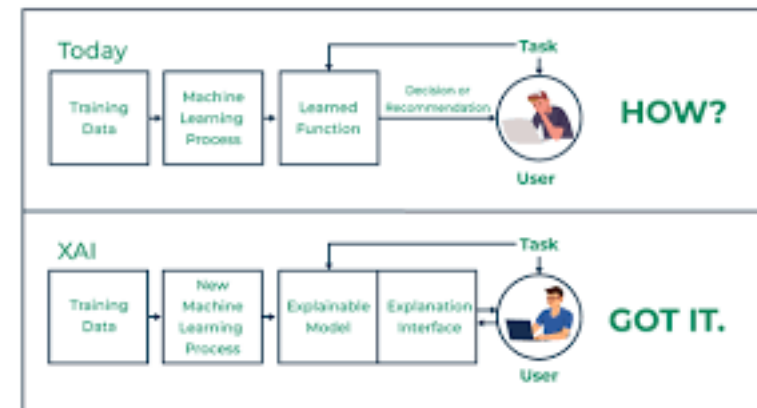 Today
Task
Training
Data
Machine
Learning
Process
Learned
Function
Decision or
Recommendation
User
HOW?
XAI
Task
Training
Data
New
Machine
Learning
Process
Explainable
Model
Explanation
Interface
User
GOT IT.